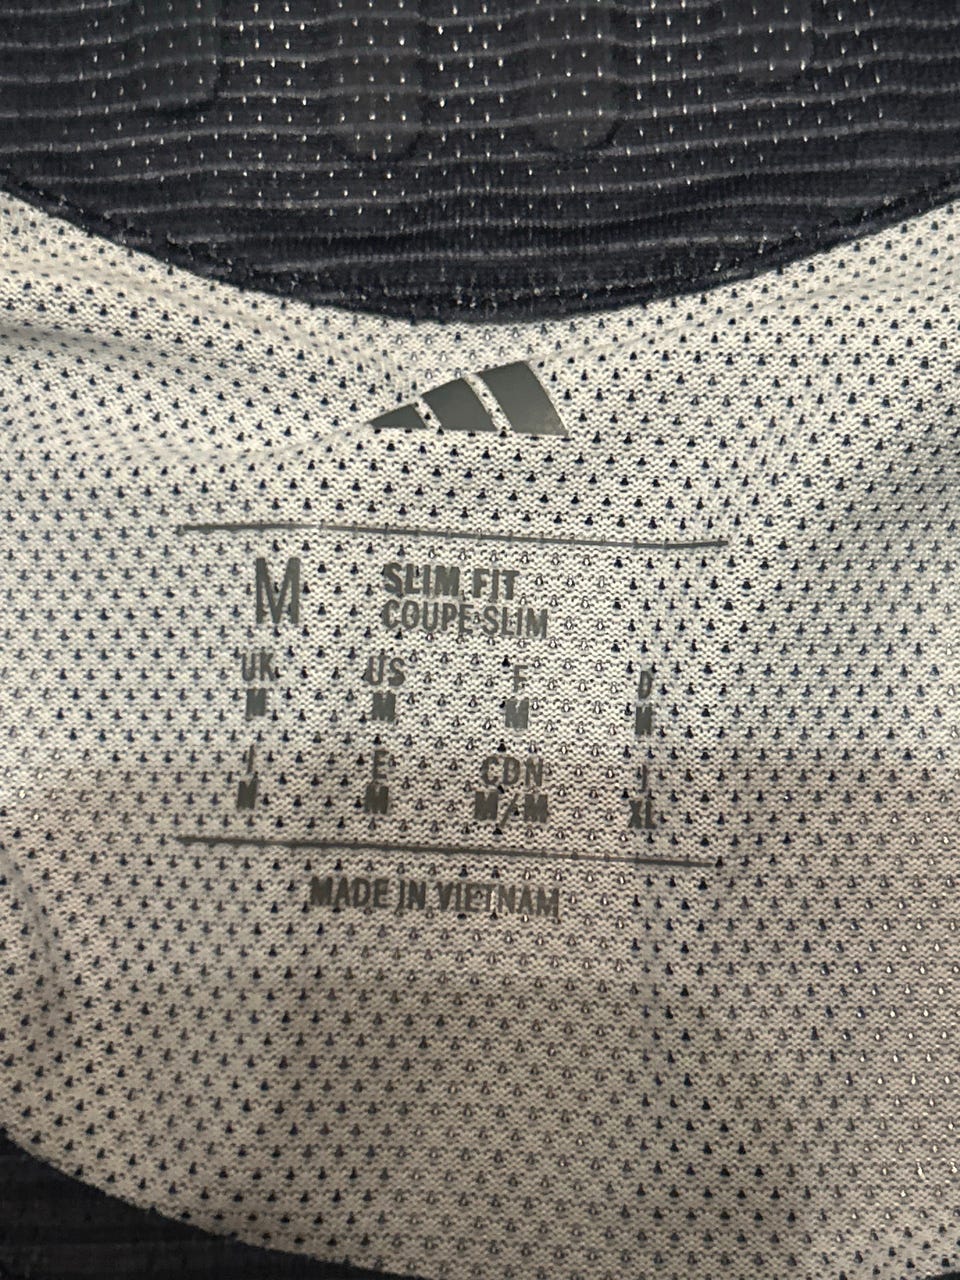 M SLIM FIT
COUPE SLIM
UK US F D
M M M M
I E CDN J
M M M/M XL
MADE IN VIETNAM